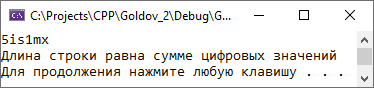 C:\Projects\CPP\Goldov_2\Debug\G...
5is1mx
Длина строки равна сумме цифровых значений
Для продолжения нажмите любую клавишу . . .